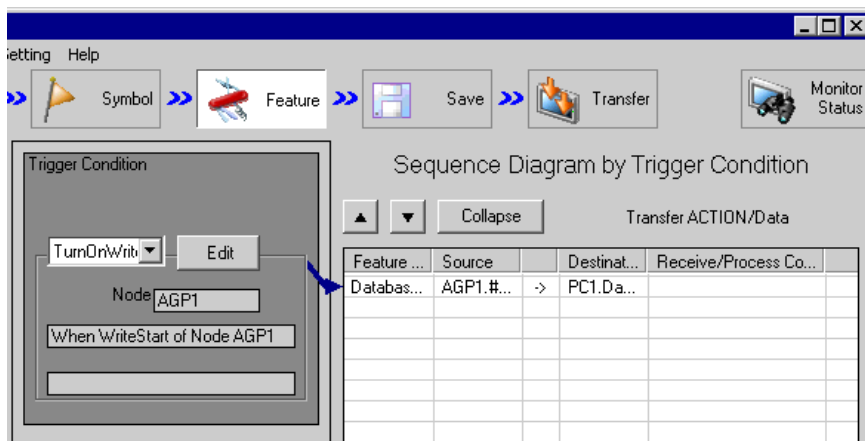 Setting Help
Symbol
Feature
Save
Transfer
Monitor
Status
Trigger Condition
TurnOnWrit
Edit
Node AGP1
When WriteStart of Node AGP1
Sequence Diagram by Trigger Condition
Collapse
Transfer ACTION/Data
Feature ... Source Destinat... Receive/Process Co...
Databas... AGP1.#... -> PC1.Da...